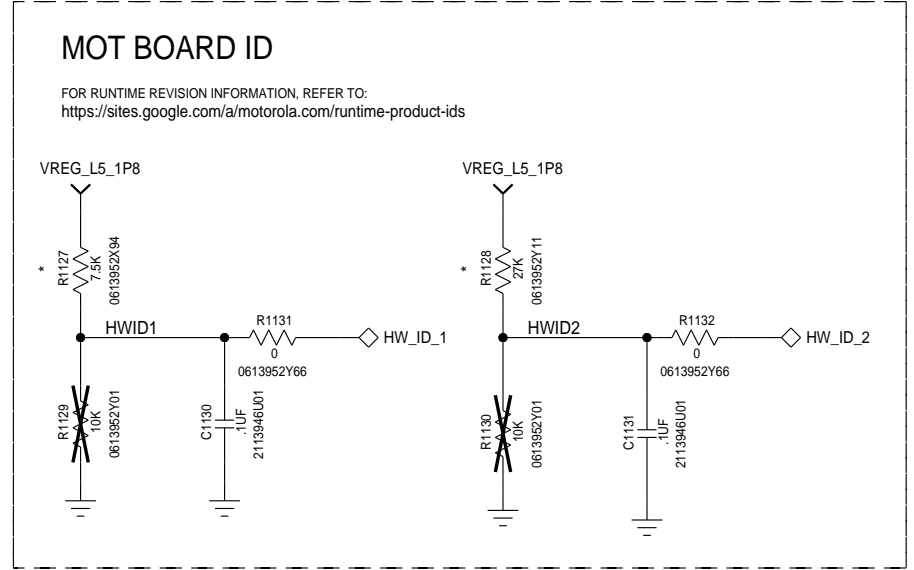 MOT BOARD ID
FOR RUNTIME REVISION INFORMATION, REFER TO:
https://sites.google.com/a/motorola.com/runtime-product-ids
VREG_L5_1P8
*
R1127
7.5K
0613952X94
HWID1
R1131
0
0613952Y66
HW_ID_1
R1129
10K
0613952Y01
C1130
.1UF
2113946U01
VREG_L5_1P8
*
R1128
27K
0613952Y11
HWID2
R1132
0
0613952Y66
HW_ID_2
R1130
10K
0613952Y01
C1131
.1UF
2113946U01